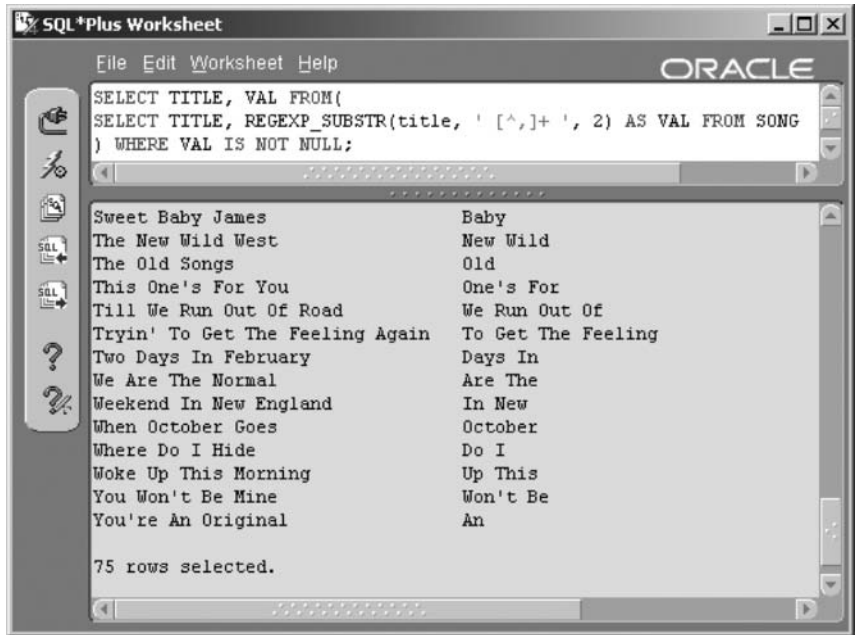 SQL*Plus Worksheet
File Edit Worksheet Help
ORACLE
SELECT TITLE, VAL FROM(
SELECT TITLE, REGEXP_SUBSTR(title, ' [^,]+ ', 2) AS VAL FROM SONG
) WHERE VAL IS NOT NULL;
Sweet Baby James Baby
The New Wild West New Wild
The Old Songs Old
This One's For You One's For
Till We Run Out Of Road We Run Out Of
Tryin' To Get The Feeling Again To Get The Feeling
Two Days In February Days In
We Are The Normal Are The
Weekend In New England In New
When October Goes October
Where Do I Hide Do I
Woke Up This Morning Up This
You Won't Be Mine Won't Be
You're An Original An
75 rows selected.
SQL
SQL